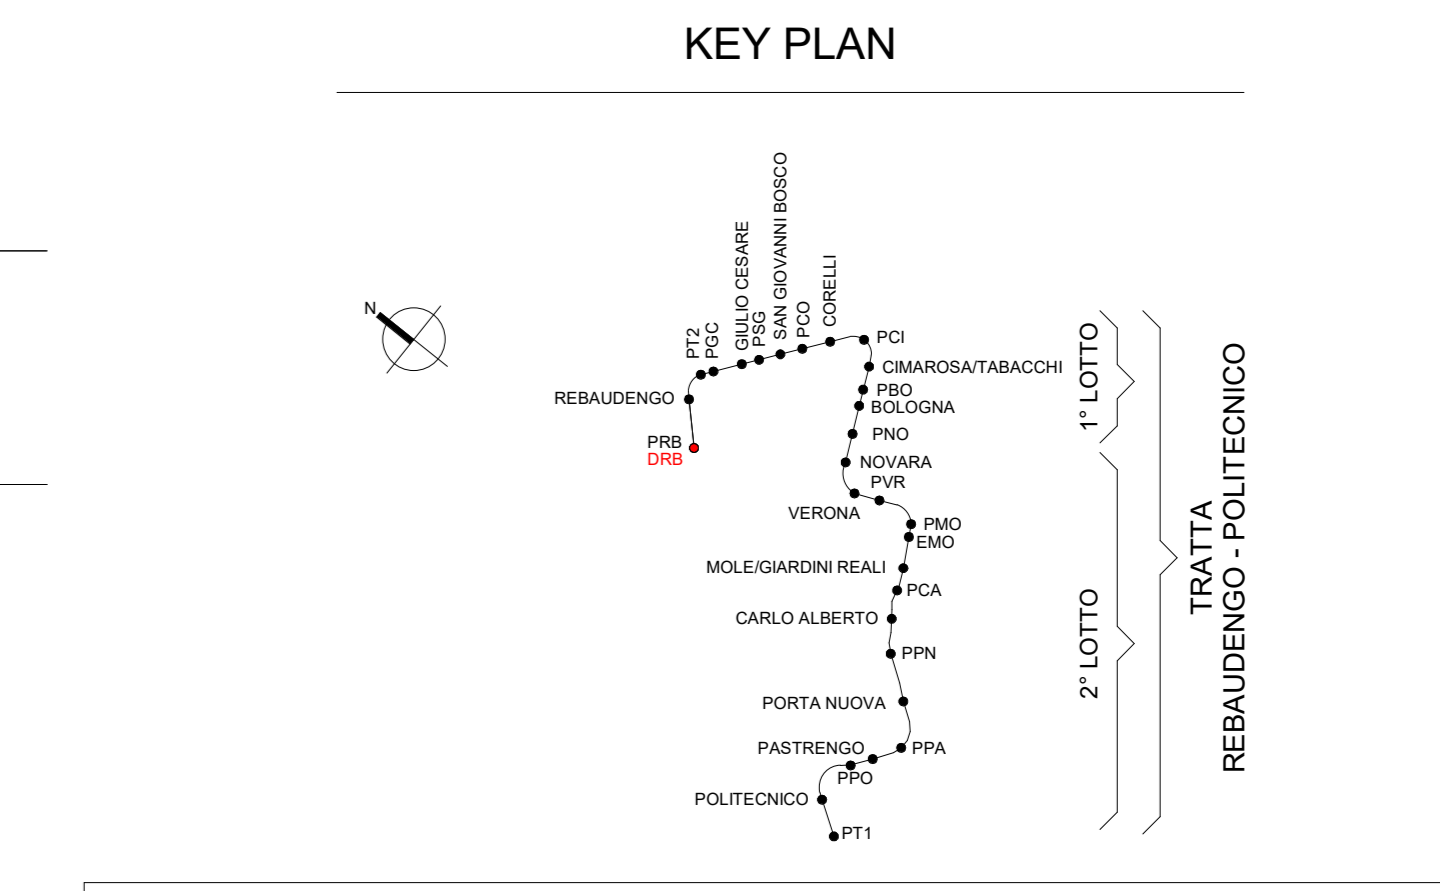 KEY PLAN
N
PT2
PGC
GIULIO CESARE
PSG
SAN GIOVANNI BOSCO
PCO
CORELLI
PCI
CIMAROSA/TABACCHI
REBAUDENGO
PBO
BOLOGNA
PRB
DRB
PNO
NOVARA
PVR
VERONA
PMO
EMO
MOLE/GIARDINI REALI
PCA
CARLO ALBERTO
PPN
PORTA NUOVA
PASTRENGO
PPA
PPO
POLITECNICO
PT1
1° LOTTO
2° LOTTO
TRATTA
REBAUDENGO - POLITECNICO